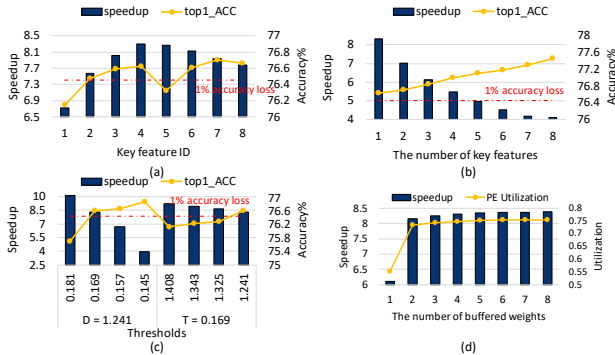 speedup top1_ACC
Speedup
8.5
8.1
7.7
7.3
6.9
6.5
77
76.8
76.6
76.4
76.2
76
Accuracy%
1% accuracy loss
1 2 3 4 5 6 7 8
Key feature ID
(a)
speedup top1_ACC
Speedup
8
7
6
5
4
78
77.6
77.2
76.8
76.4
76
Accuracy%
1% accuracy loss
1 2 3 4 5 6 7 8
The number of key features
(b)
speedup top1_ACC
Speedup
10
8.5
7
5.5
4
2.5
77
76.6
76.2
75.8
75.4
75
Accuracy%
1% accuracy loss
0.181 0.169 0.157 0.145 1.408 1.343 1.325 1.241
D = 1.241 T = 0.169
Thresholds
(c)
speedup PE Utilization
Speedup
8.5
8
7.5
7
6.5
6
0.8
0.75
0.7
0.65
0.6
0.55
0.5
Utilization
1 2 3 4 5 6 7 8
The number of buffered weights
(d)